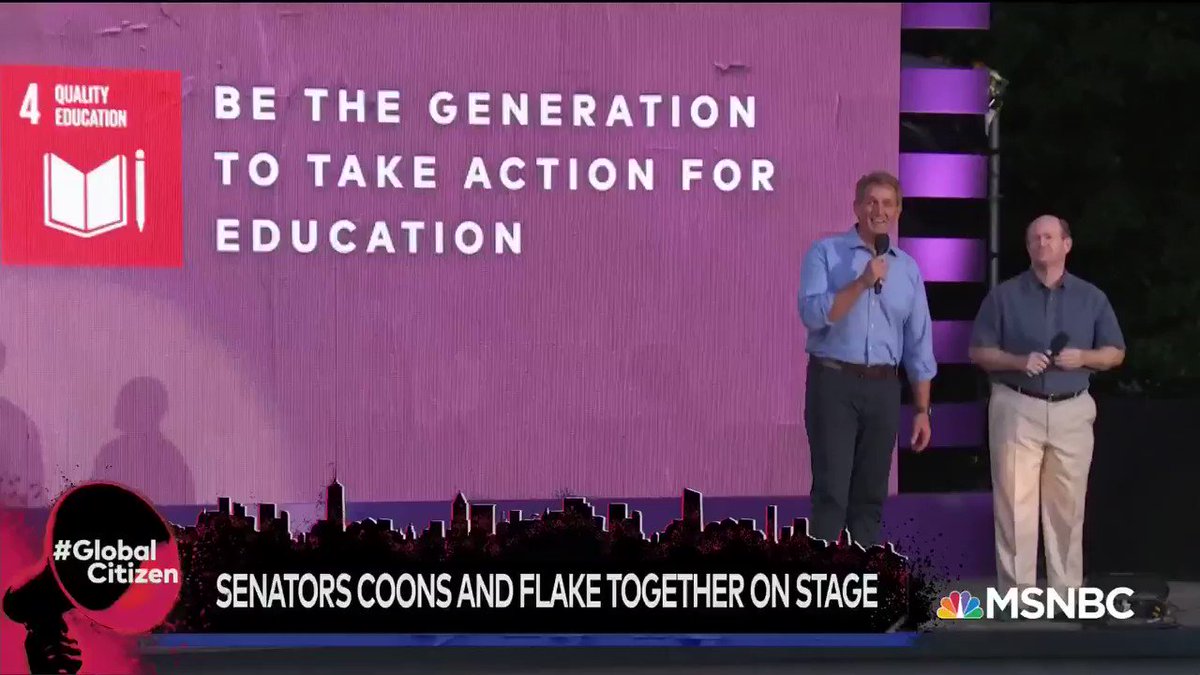 4 QUALITY
EDUCATION
BE THE GENERATION
TO TAKE ACTION FOR
EDUCATION
#Global
Citizen
SENATORS COONS AND FLAKE TOGETHER ON STAGE
MSNBC